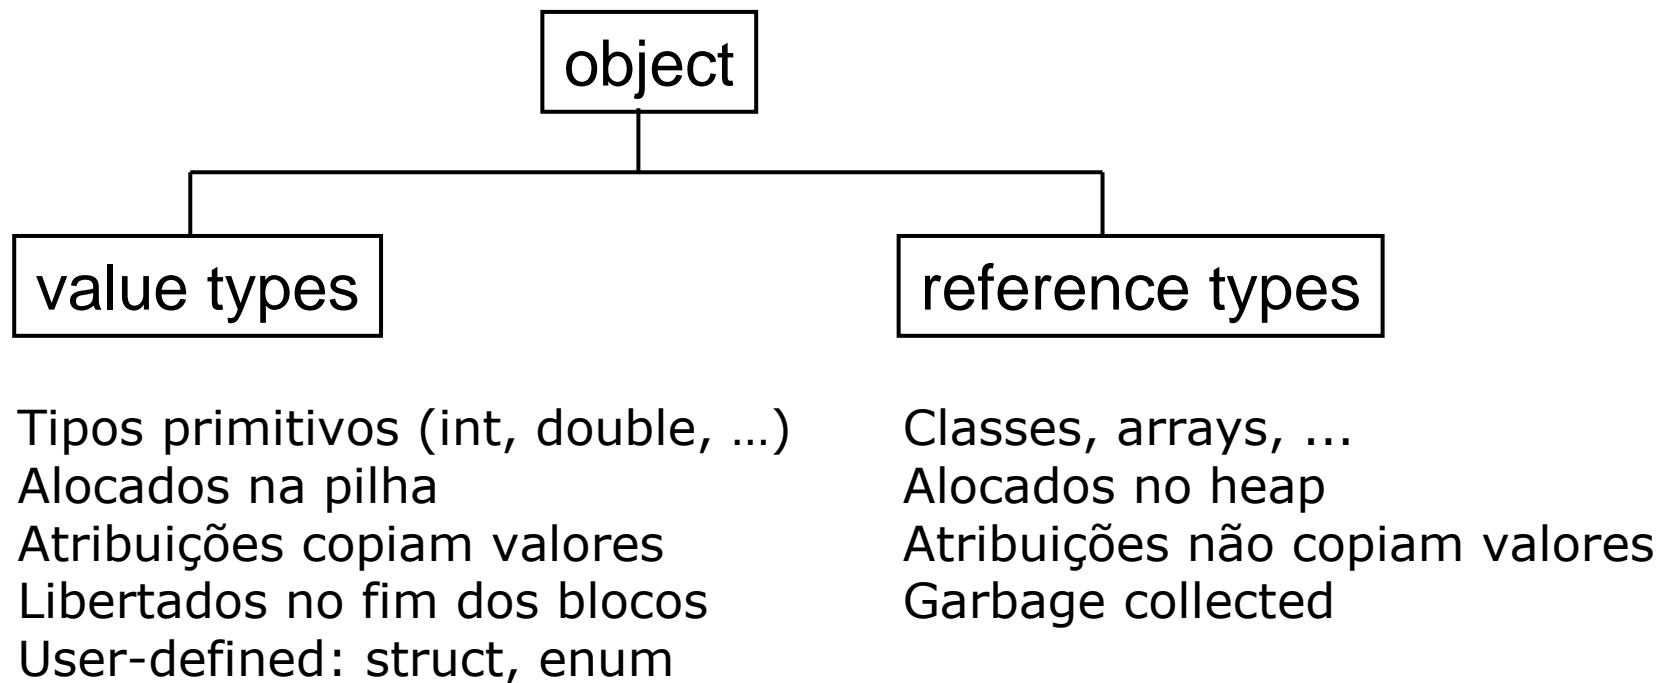 object
value types
reference types
Tipos primitivos (int, double, …)
Alocados na pilha
Atribuições copiam valores
Libertados no fim dos blocos
User-defined: struct, enum
Classes, arrays, ...
Alocados no heap
Atribuições não copiam valores
Garbage collected